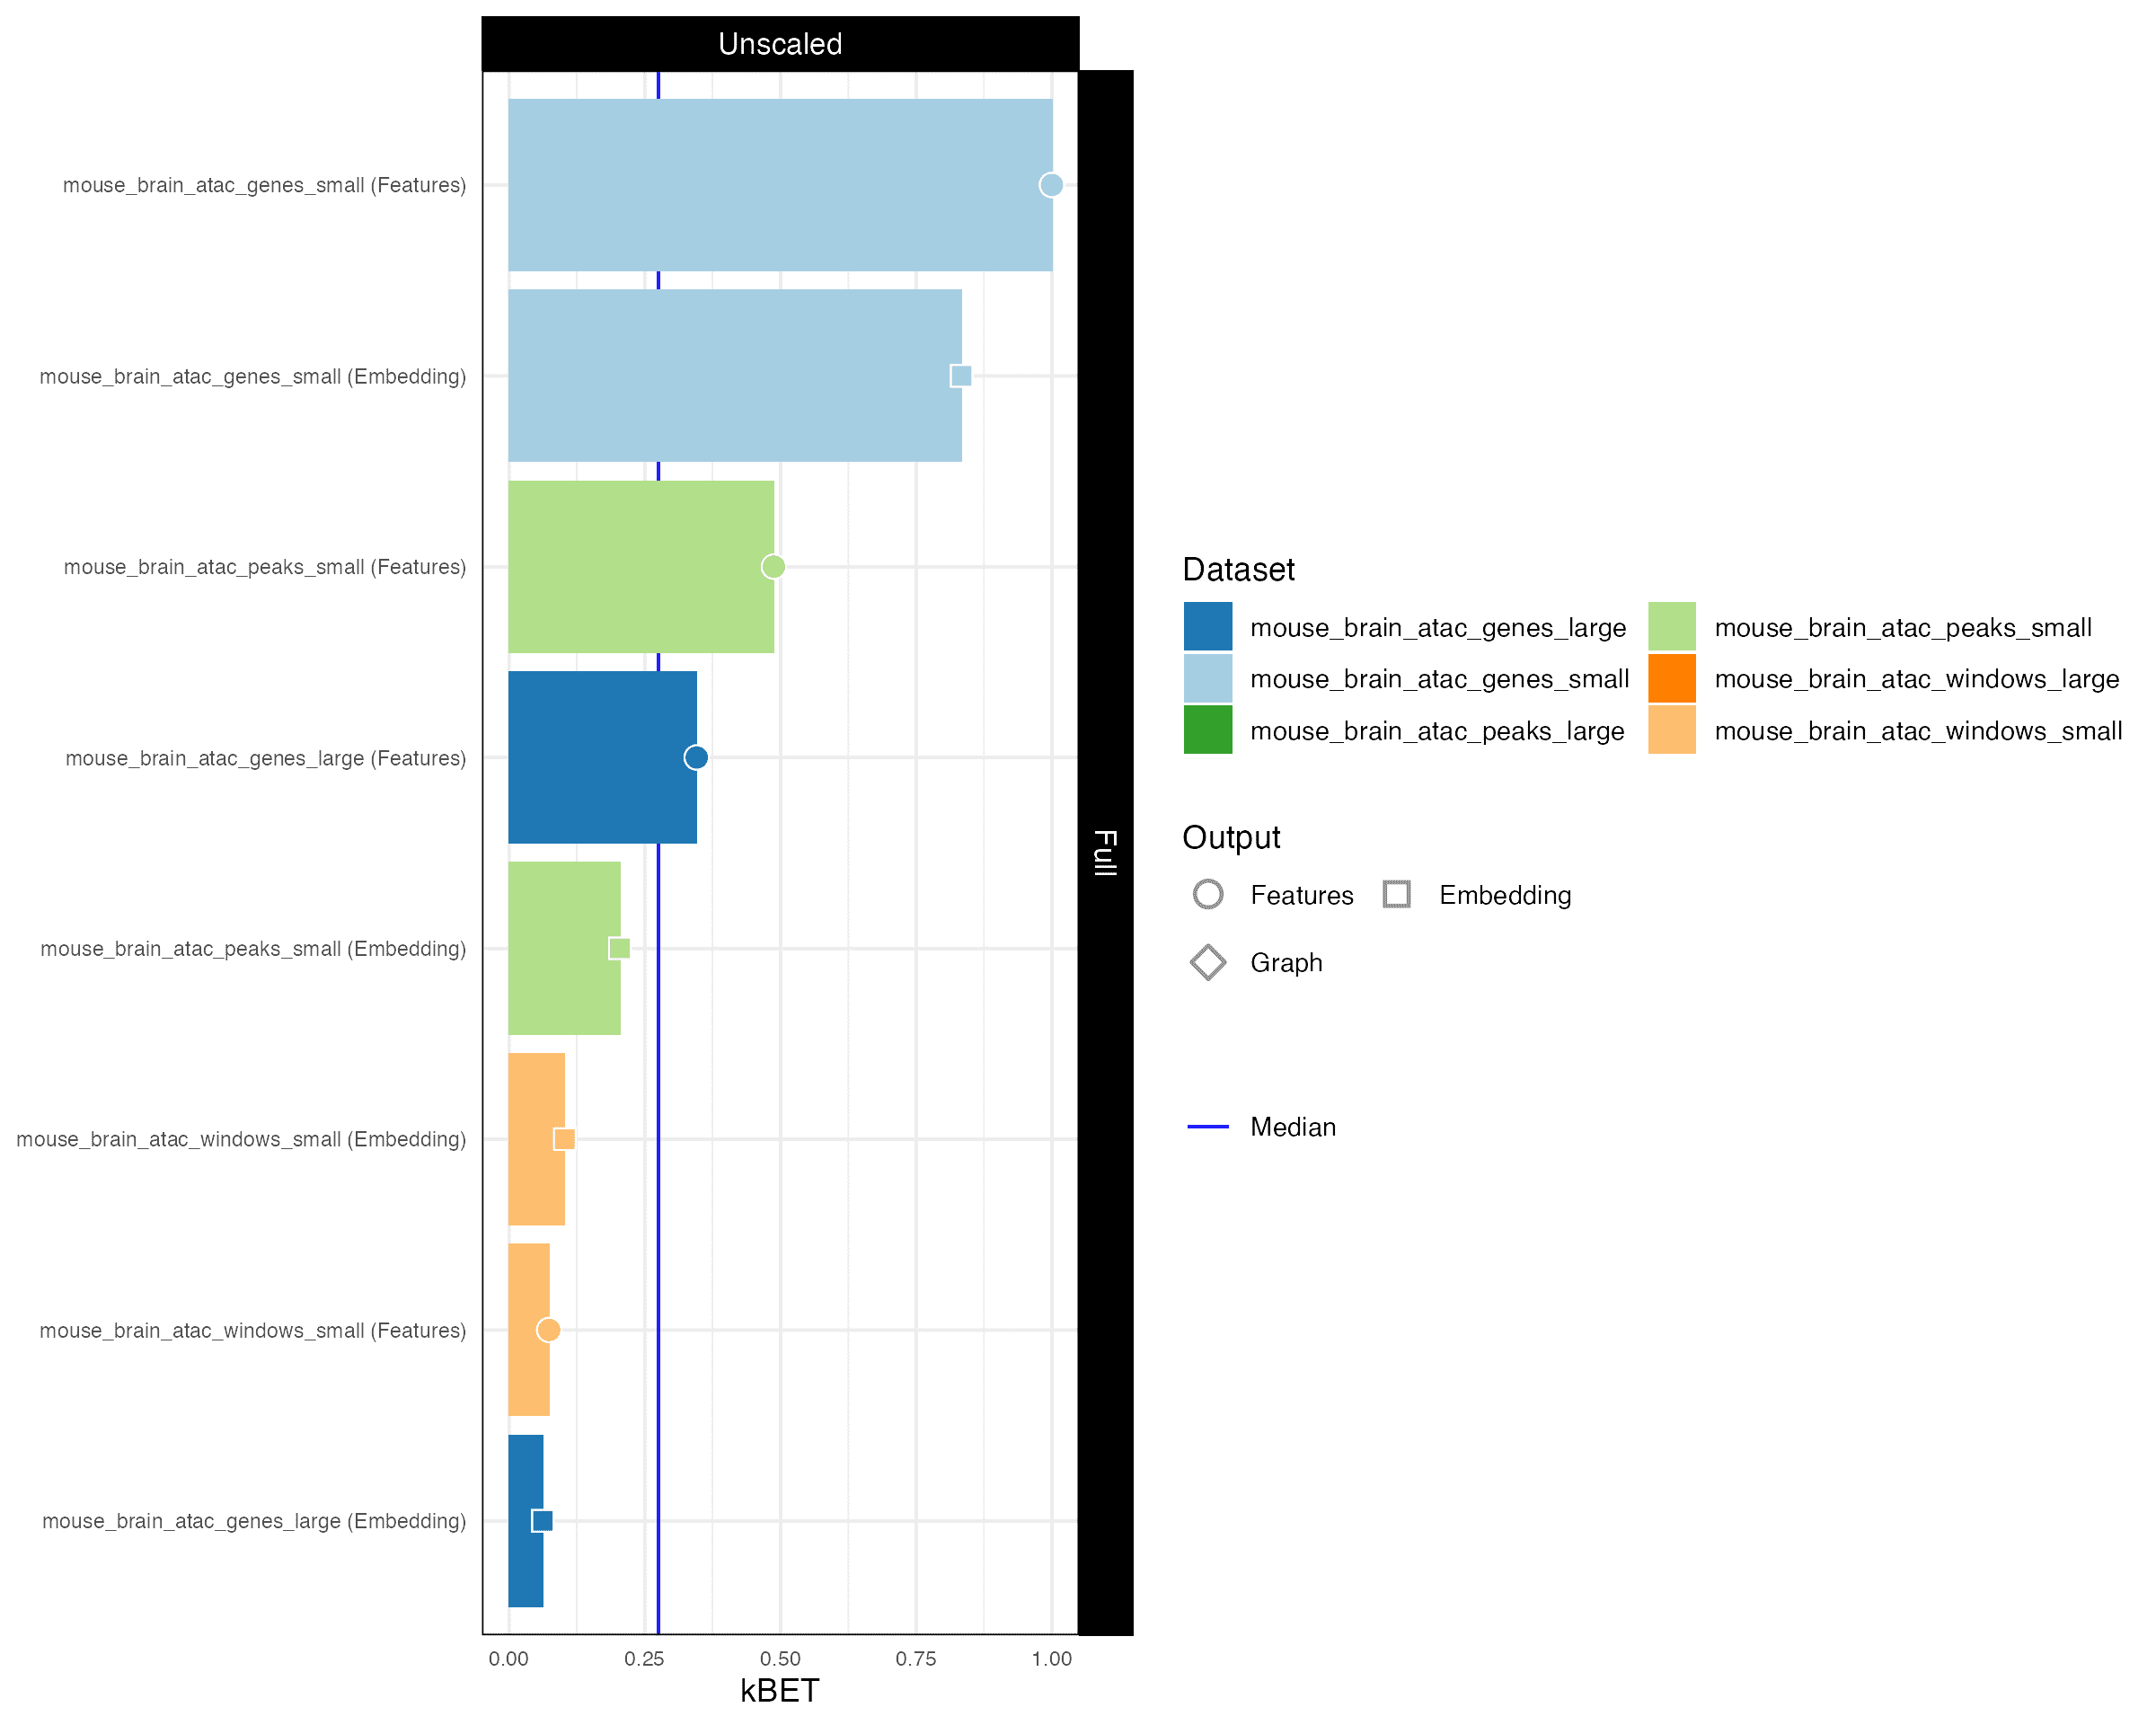 Unscaled
mouse_brain_atac_genes_small (Features)
mouse_brain_atac_genes_small (Embedding)
mouse_brain_atac_peaks_small (Features)
mouse_brain_atac_genes_large (Features)
mouse_brain_atac_peaks_small (Embedding)
mouse_brain_atac_windows_small (Embedding)
mouse_brain_atac_windows_small (Features)
mouse_brain_atac_genes_large (Embedding)
0.00 0.25 0.50 0.75 1.00
kBET
Full
Dataset
mouse_brain_atac_genes_large mouse_brain_atac_peaks_small
mouse_brain_atac_genes_small mouse_brain_atac_windows_large
mouse_brain_atac_peaks_large mouse_brain_atac_windows_small
Output
Features Embedding
Graph
Median